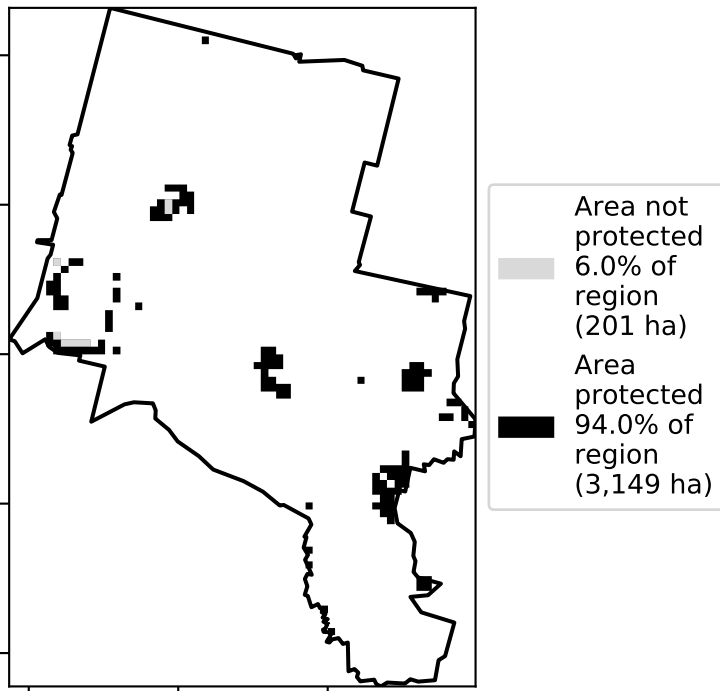 Area not
protected
6.0% of
region
(201 ha)
Area
protected
94.0% of
region
(3,149 ha)